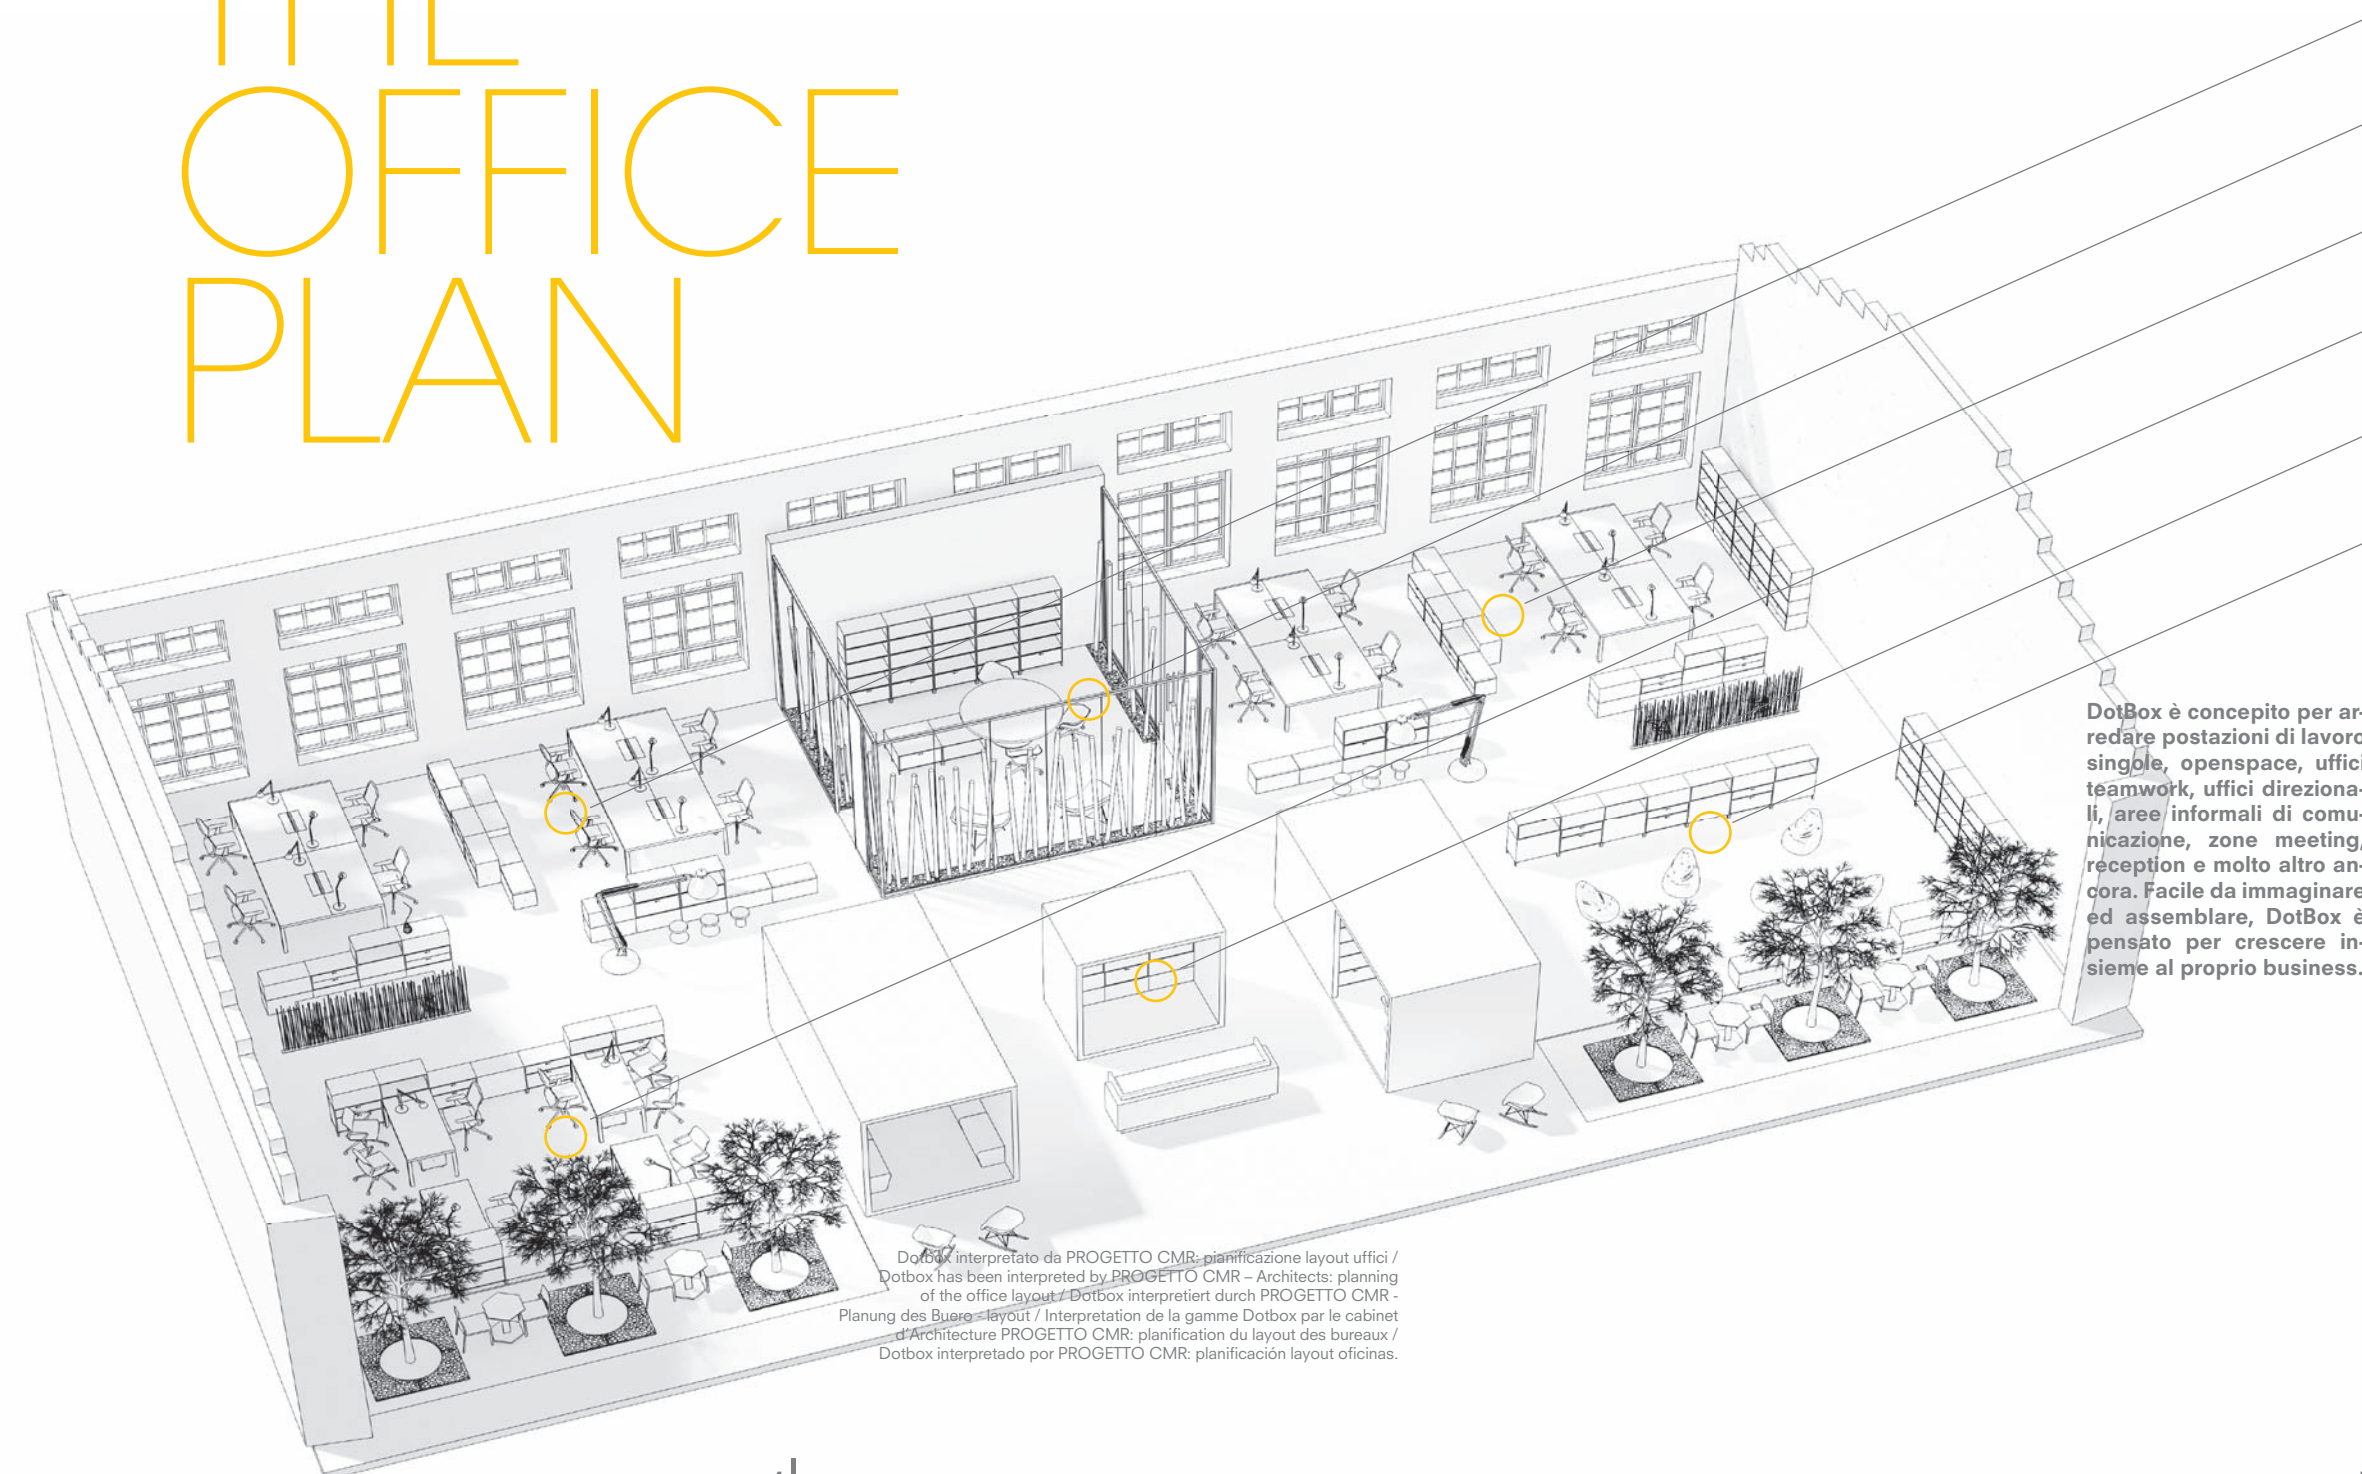 THE
OFFICE
PLAN
DotBox è concepito per ar-
redare postazioni di lavoro
singole, openspace, uffici
teamwork, uffici direziona-
li, aree informali di comu-
nicazione, zone meeting,
reception e molto altro an-
cora. Facile da immaginare
ed assemblare, DotBox è
pensato per crescere in-
sieme al proprio business.
Dotbox interpretato da PROGETTO CMR: pianificazione layout uffici /
Dotbox has been interpreted by PROGETTO CMR – Architects: planning
of the office layout / Dotbox interpretiert durch PROGETTO CMR -
Planung des Buero - layout / Interpretation de la gamme Dotbox par le cabinet
d'Architecture PROGETTO CMR: planification du layout des bureaux /
Dotbox interpretado por PROGETTO CMR: planificación layout oficinas.